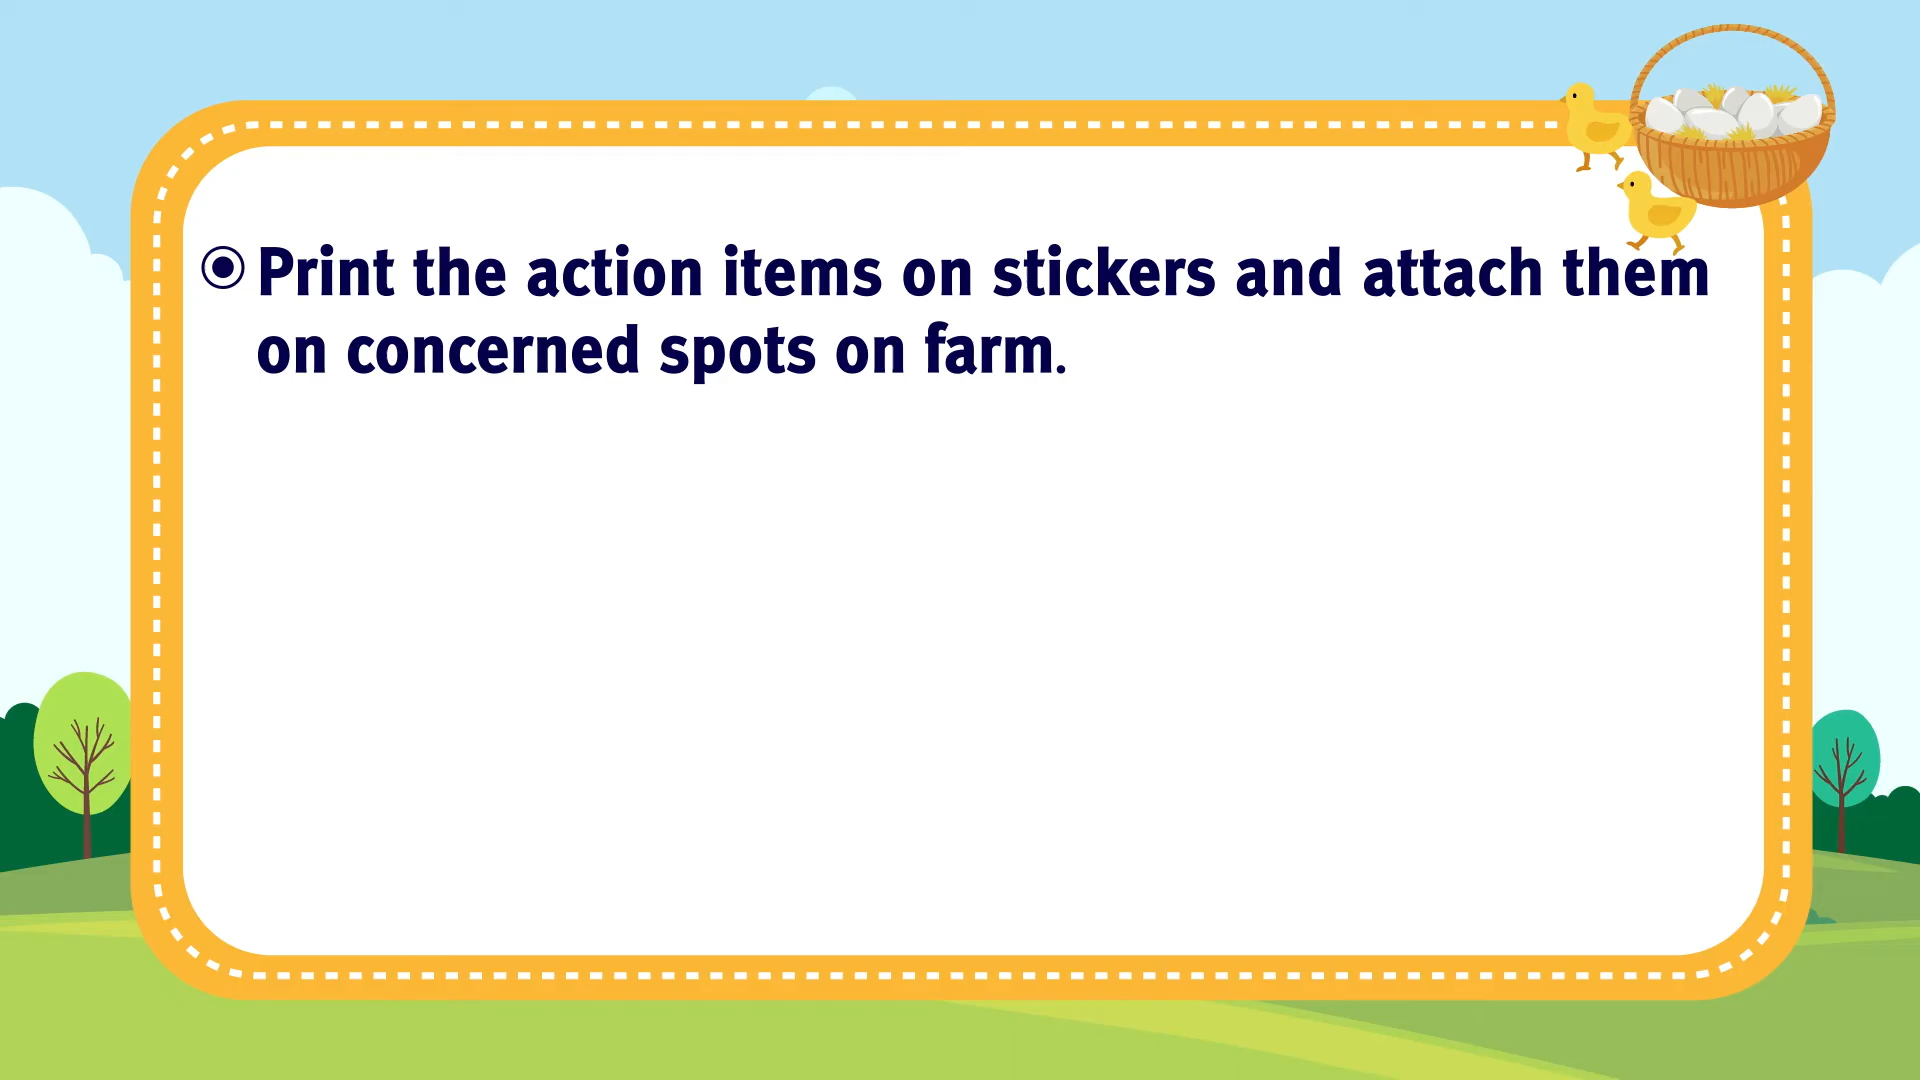 Print the action items on stickers and attach them
on concerned spots on farm.